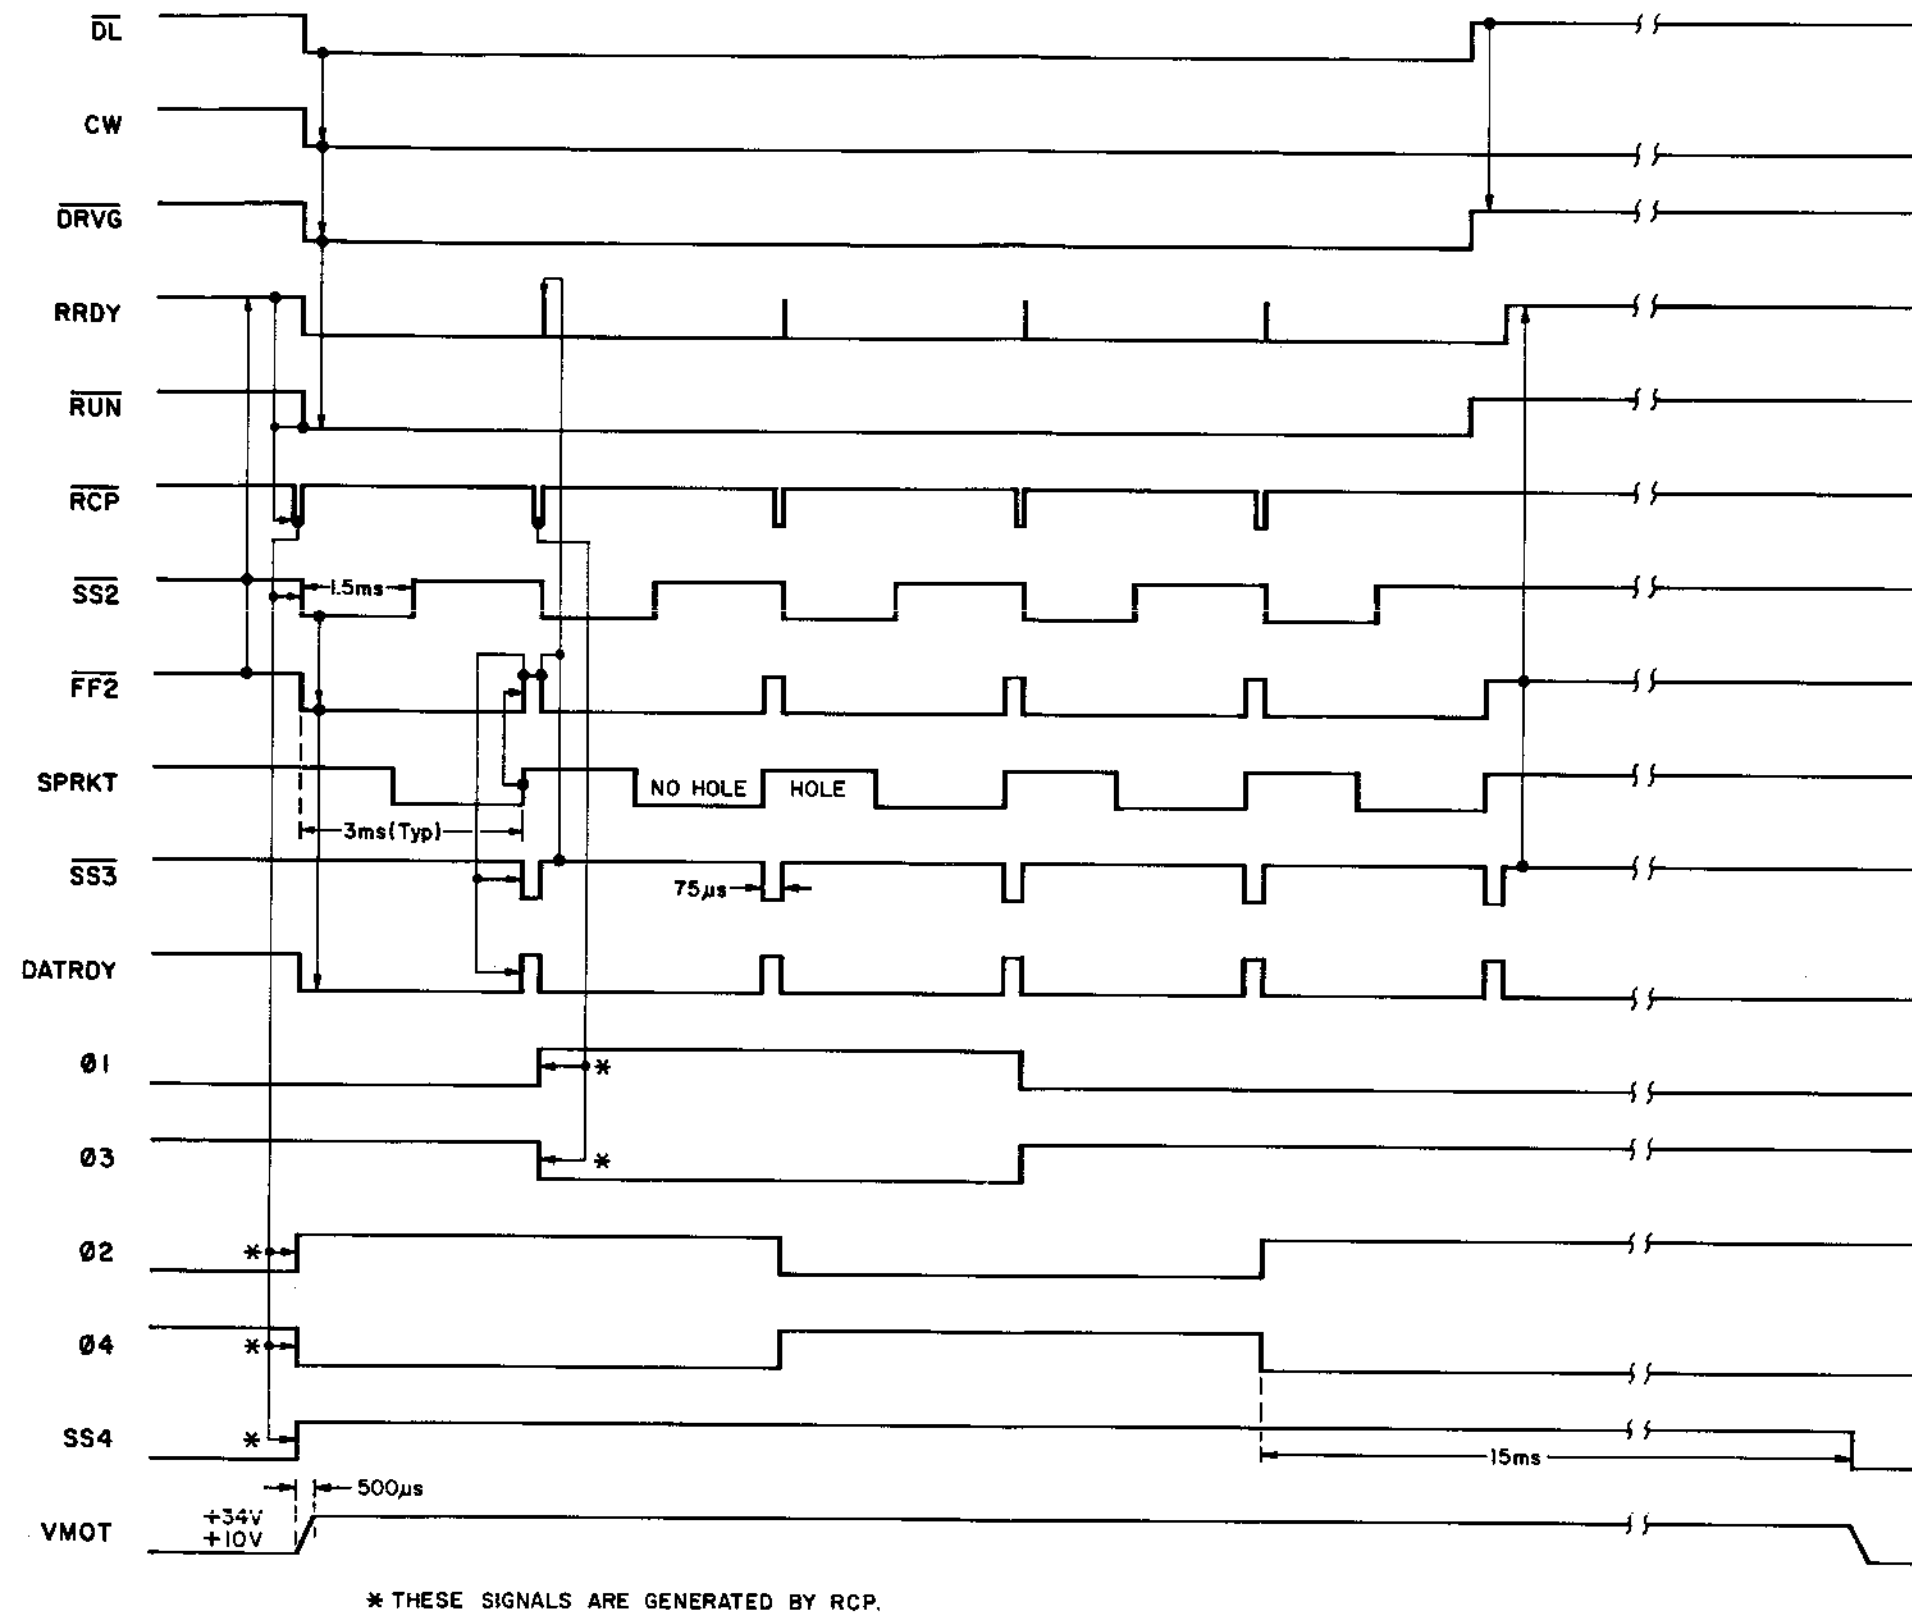 DL
CW
DRVG
RRDY
RUN
RCP
SS2
1.5ms
FF2
SPRKT
NO HOLE
HOLE
3ms(Typ)
SS3
75µs
DATRDY
Ø1
*
Ø3
*
Ø2
*
Ø4
*
SS4
*
15ms
500µs
+34V
VMOT
+10V
* THESE SIGNALS ARE GENERATED BY RCP.